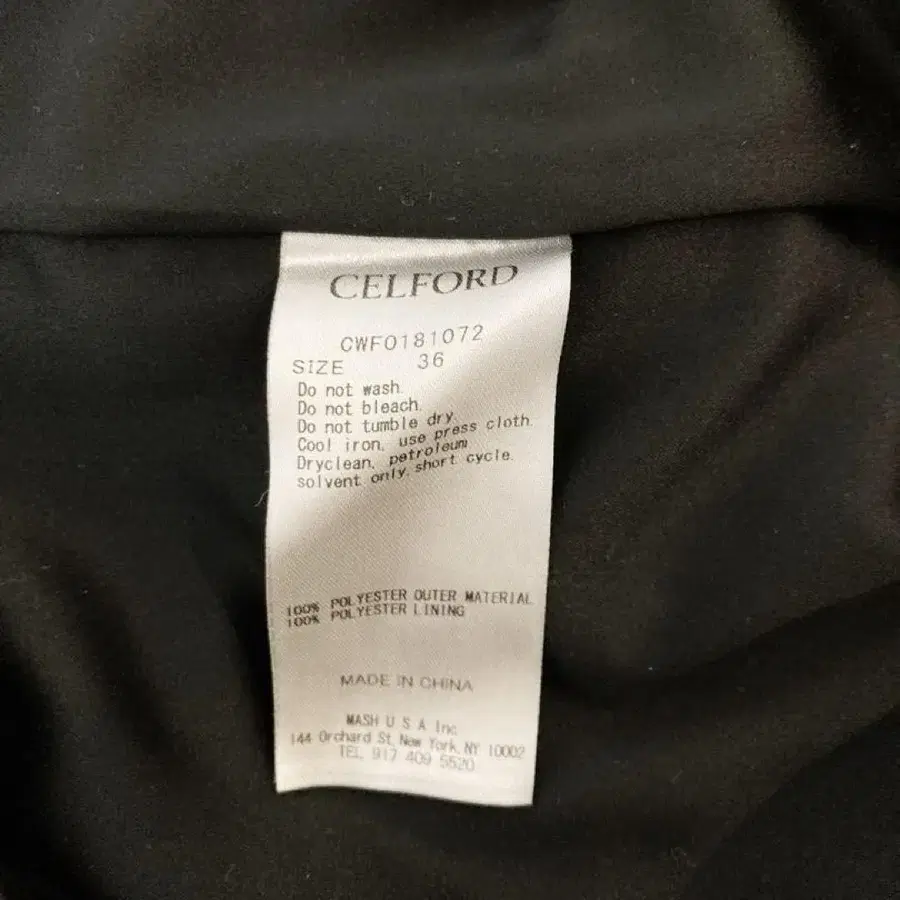 CELFORD
CWF0181072
SIZE 36
Do not wash.
Do not bleach.
Do not tumble dry.
Cool iron, use press cloth.
Dryclean, petroleum
solvent only, short cycle.
100% POLYESTER OUTER MATERIAL
100% POLYESTER LINING
MADE IN CHINA
MASH U S A Inc.
144 Orchard St, New York, NY 10002
TEL 917 409 5520